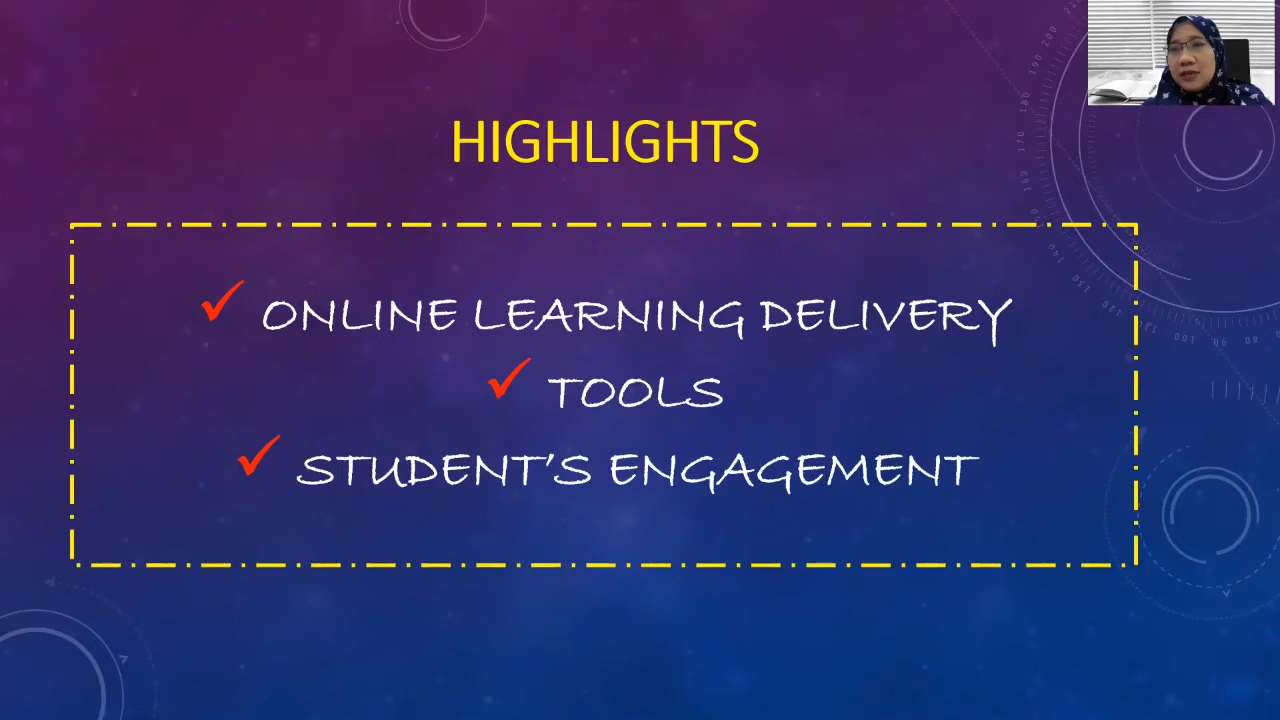 HIGHLIGHTS
ONLINE LEARNING DELIVERY
TOOLS
STUDENT'S ENGAGEMENT